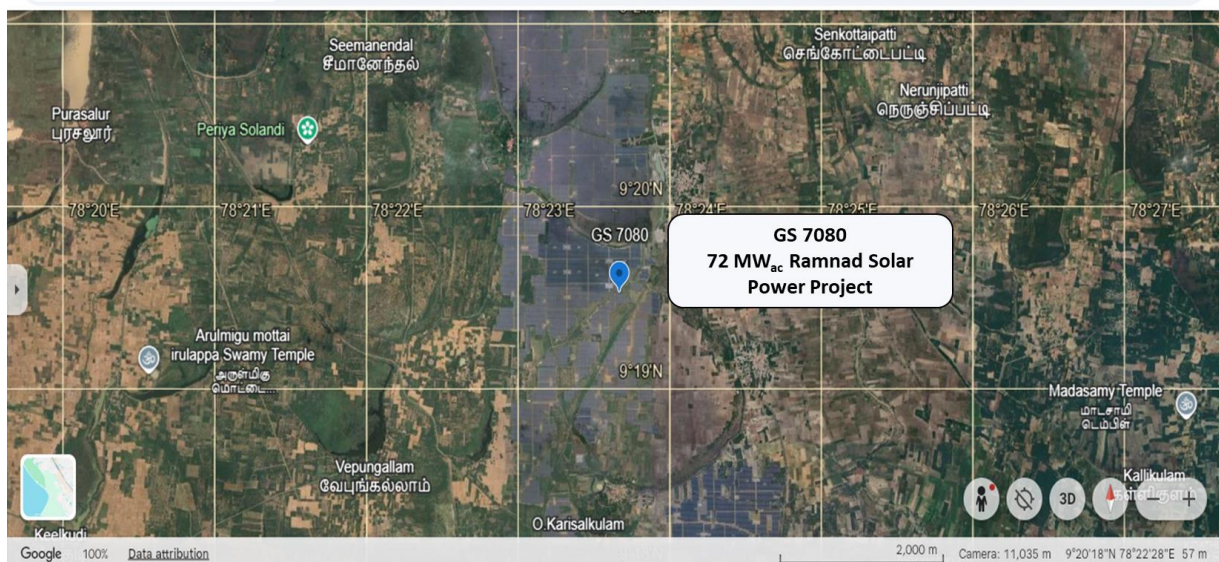 Seemanendal
சீமானேந்தல்
Senkottaipatti
செங்கோட்டைபட்டி
Nerunjipatti
நெருஞ்சிப்பட்டி
Purasalur
புரசலூர்
Periya Solandi
9°20'N
78°20'E
78°21'E
78°22'E
78°23'E
78°24'E
78°25'E
78°26'E
78°27'E
GS 7080
GS 7080
72 MWac Ramnad Solar
Power Project
Arulmigu mottai
irulappa Swamy Temple
அருள்மிகு
மொட்டை...
9°19'N
Madasamy Temple
மாடசாமி
டெம்பிள்
Vepungallam
வேபுங்கல்லாம்
Kallikulam
O.Karisalkulam
Keelkudi
3D
Google 100% Data attribution
2,000 m
Camera: 11,035 m 9°20'18"N 78°22'28"E 57 m